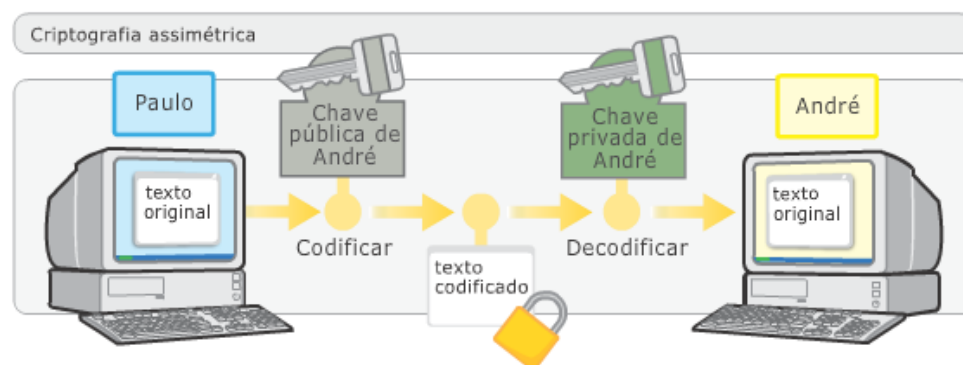 Criptografia assimétrica
Paulo
Chave
pública de
André
Chave
privada de
André
André
texto
original
Codificar
texto
codificado
Decodificar
texto
original